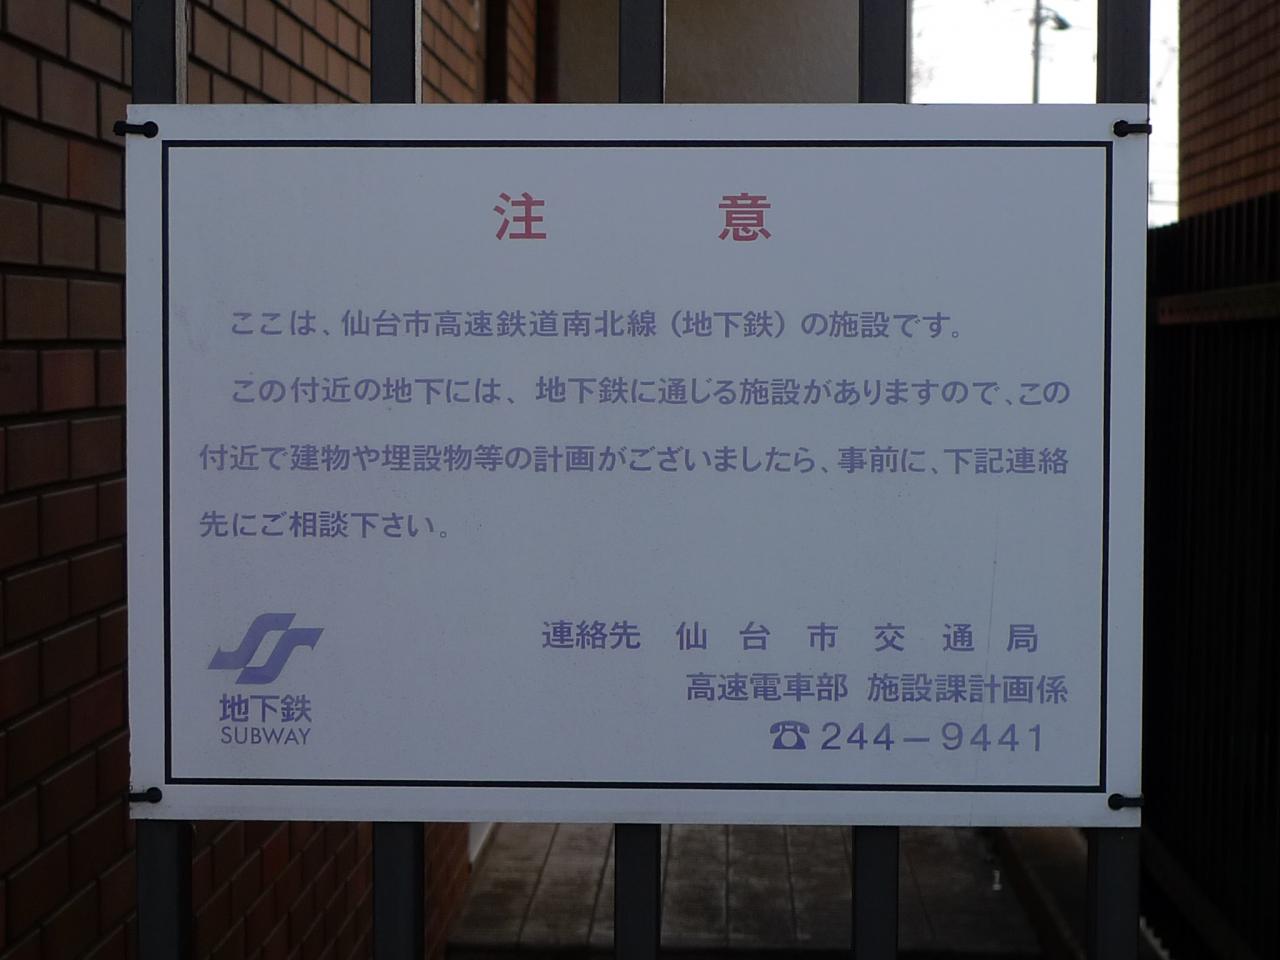 注意
ここは、仙台市高速鉄道南北線(地下鉄)の施設です。
この付近の地下には、地下鉄に通じる施設がありますので、この
付近で建物や埋設物等の計画がございましたら、事前に、下記連絡
先にご相談下さい。
連絡先 仙台市交通局
高速電車部 施設課計画係
☎244-9441
地下鉄
SUBWAY